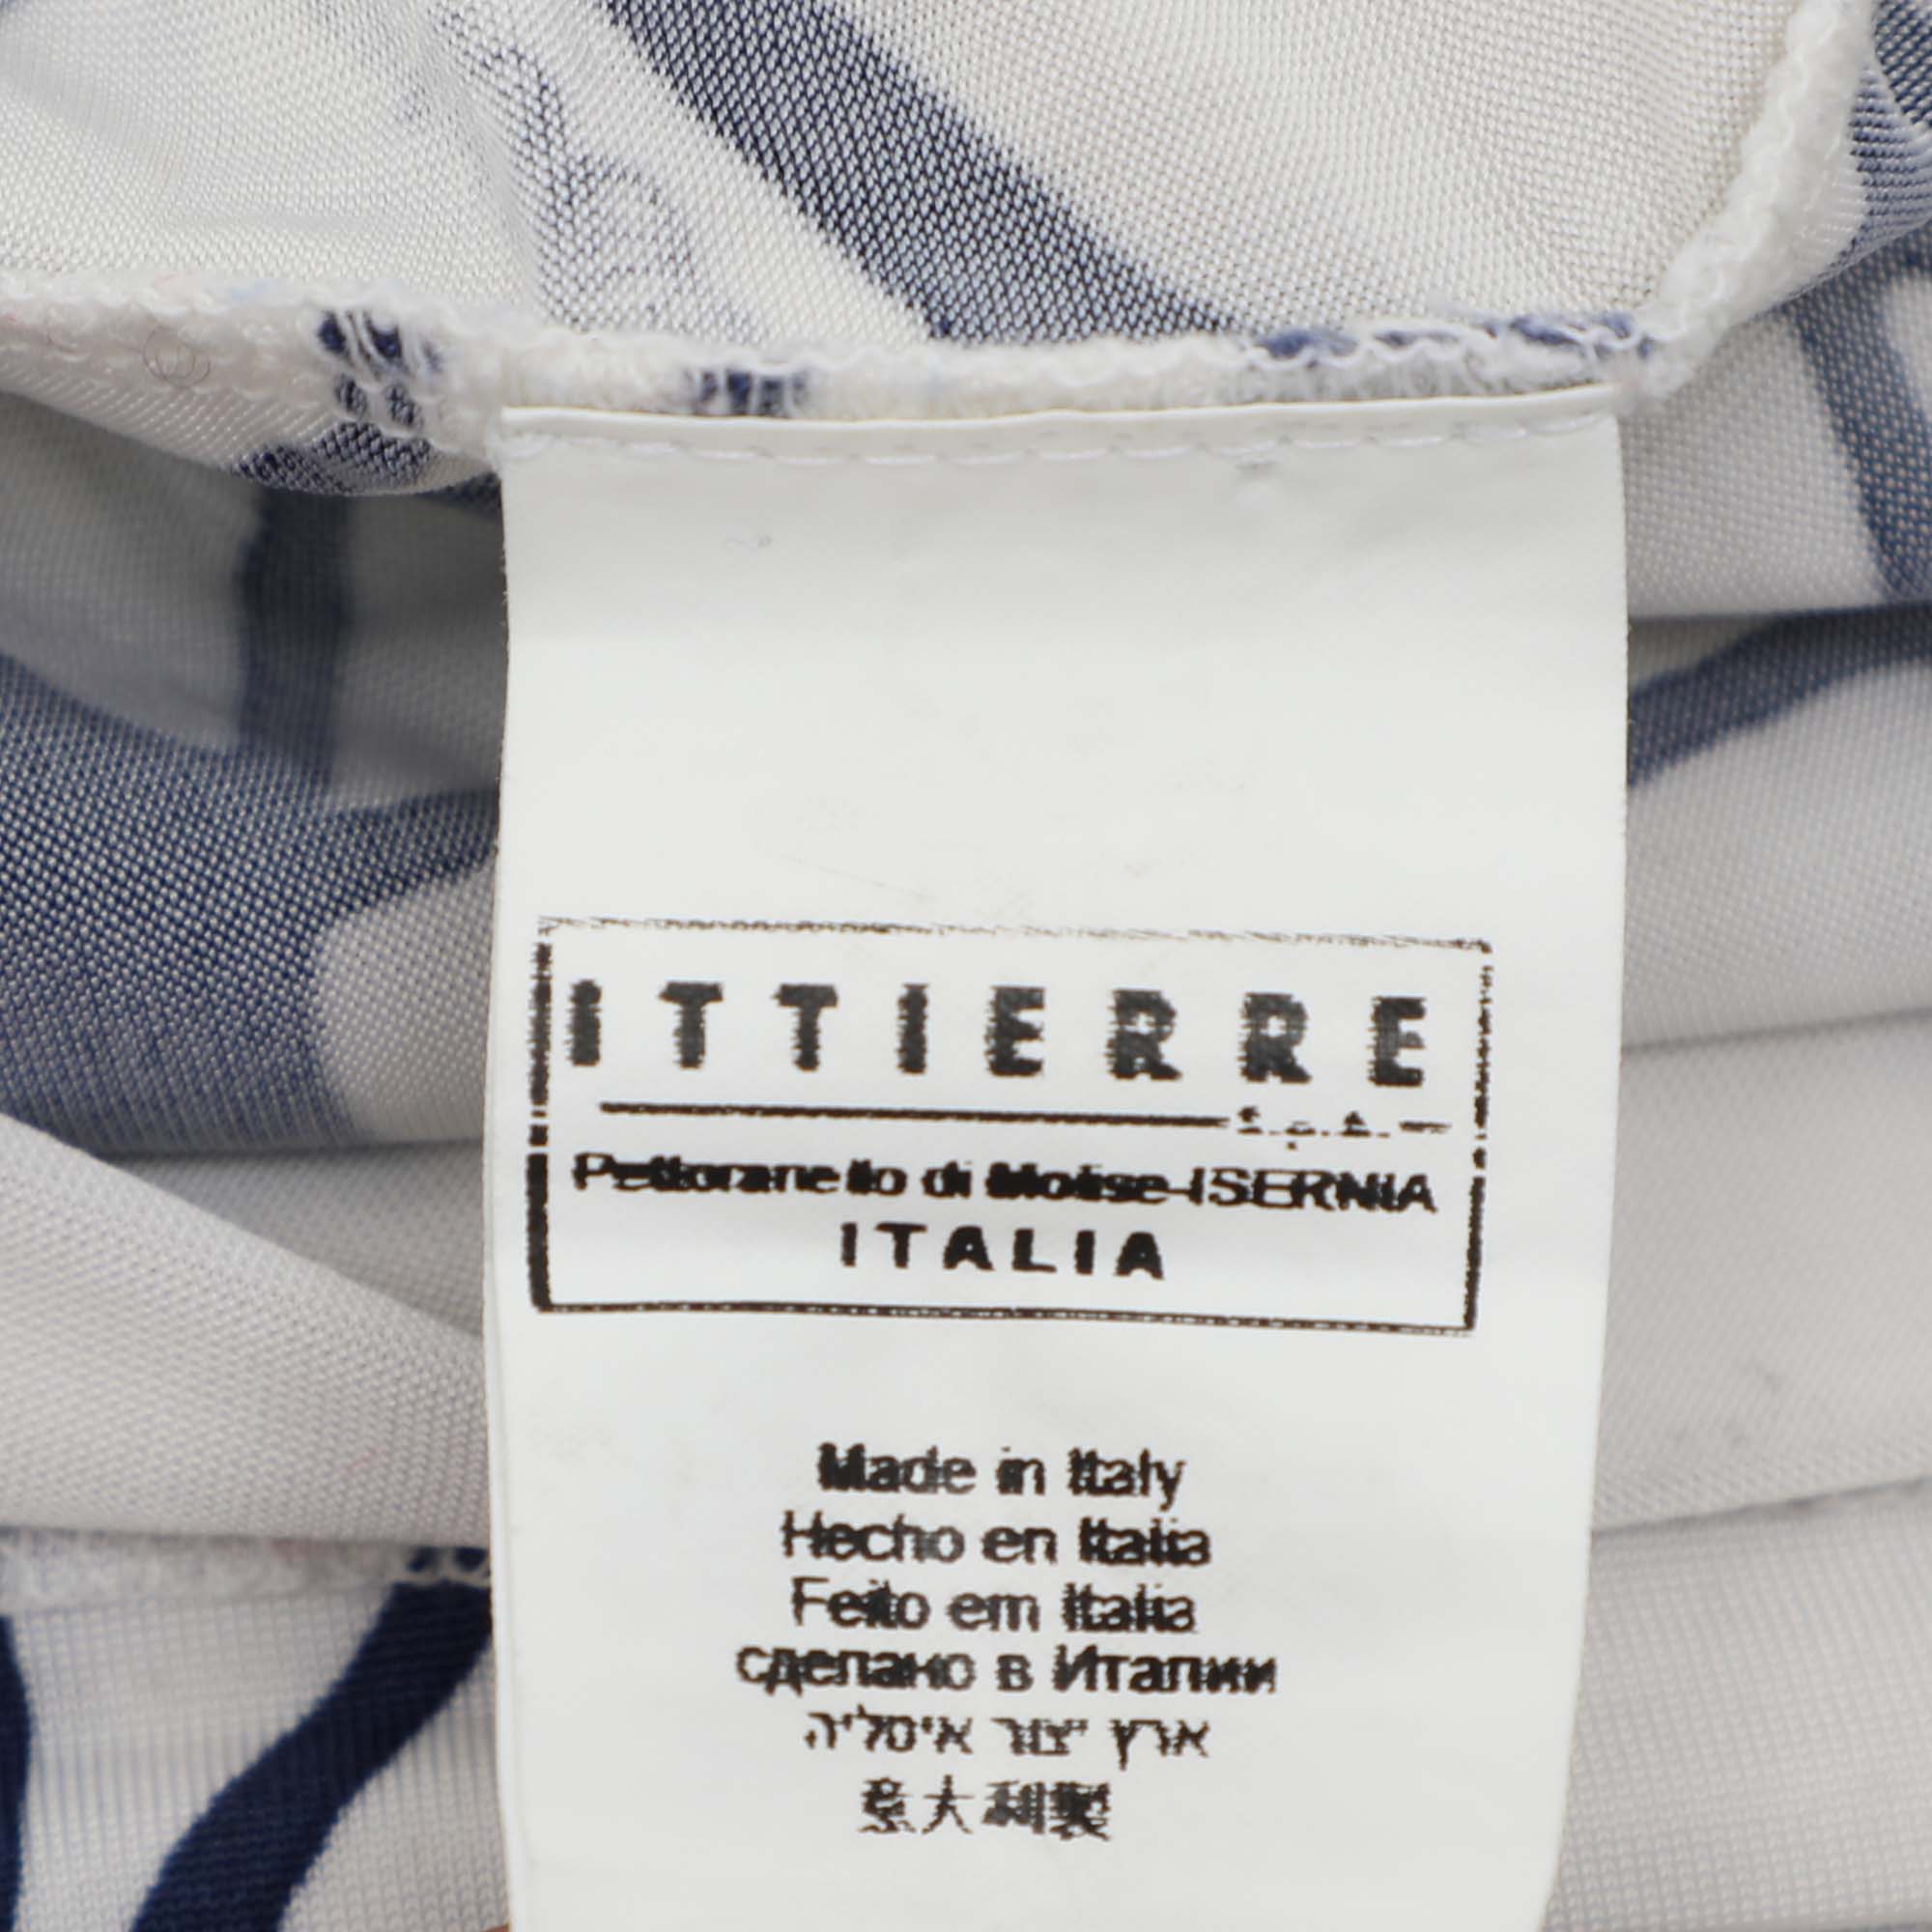 ITTIERRE
S.p.A.
Pettoranello di Molise-ISERNIA
ITALIA
Made in Italy
Hecho en Italia
Feito em Italia
сделано в Италии
ארץ יצור איטליה
意大利製